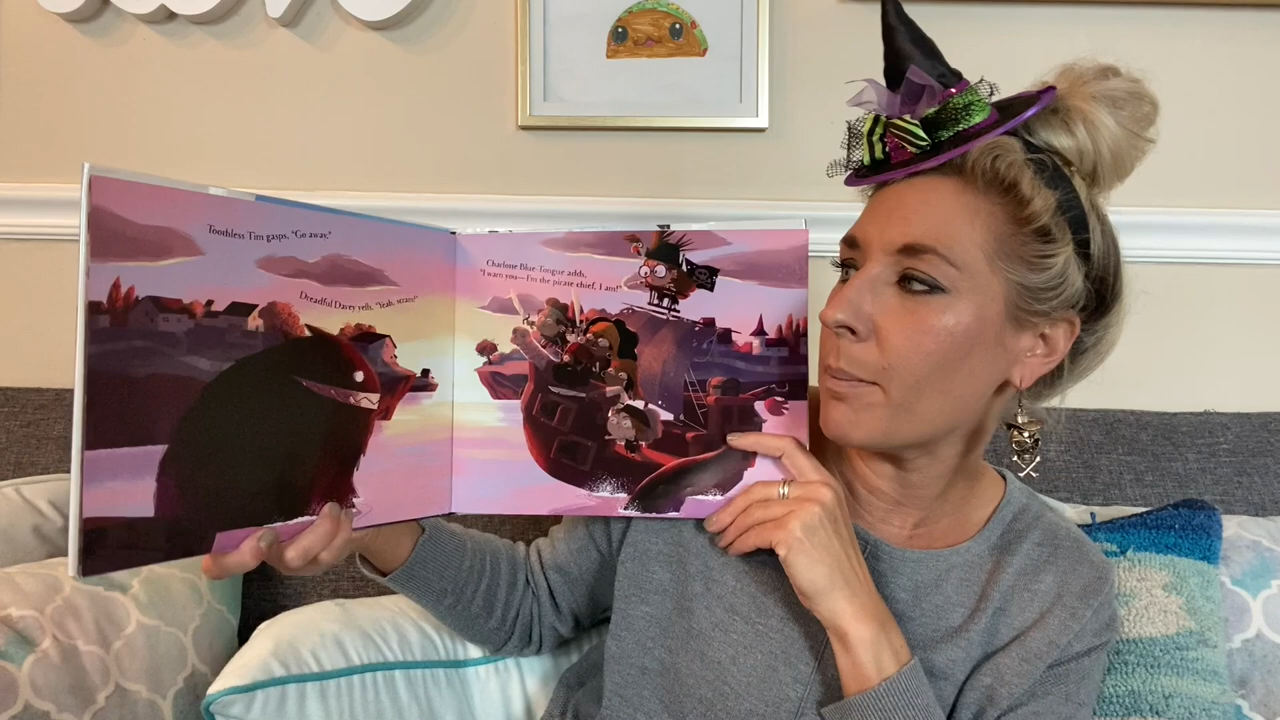 Toothless Tim gasps, "Go away."
Dreadful Davey yells, "Yeah, scram!"
Charlotte Blue-Tongue adds,
"I warn you—I'm the pirate chief, I am!"